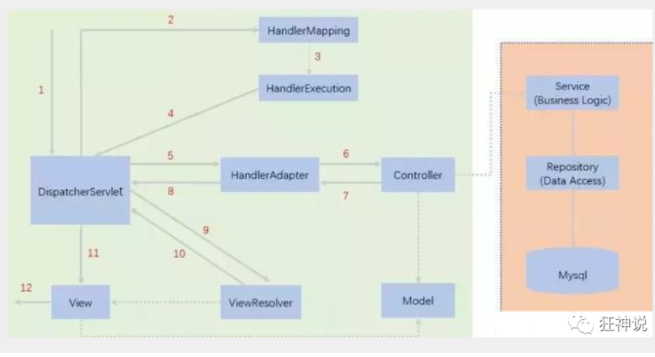 2
HandlerMapping
3
1
HandlerExecution
4
Service
(Business Logic)
5
6
DispatcherServlet
HandlerAdapter
Controller
Repository
(Data Access)
8
7
9
10
11
Mysql
12
View
ViewResolver
Model
狂神说